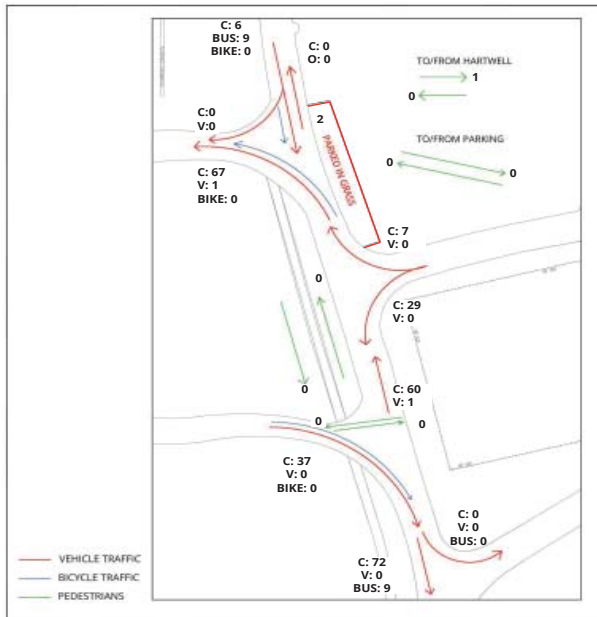 C: 6
BUS: 9
BIKE: 0
C: 0
O: 0
TO/FROM HARTWELL
1
0
C:0
V:0
2
PARKED IN GRASS
TO/FROM PARKING
0
0
C: 67
V: 1
BIKE: 0
C: 7
V: 0
0
C: 29
V: 0
0
C: 60
V: 1
0
0
C: 37
V: 0
BIKE: 0
C: 0
V: 0
BUS: 0
C: 72
V: 0
BUS: 9
VEHICLE TRAFFIC
BICYCLE TRAFFIC
PEDESTRIANS